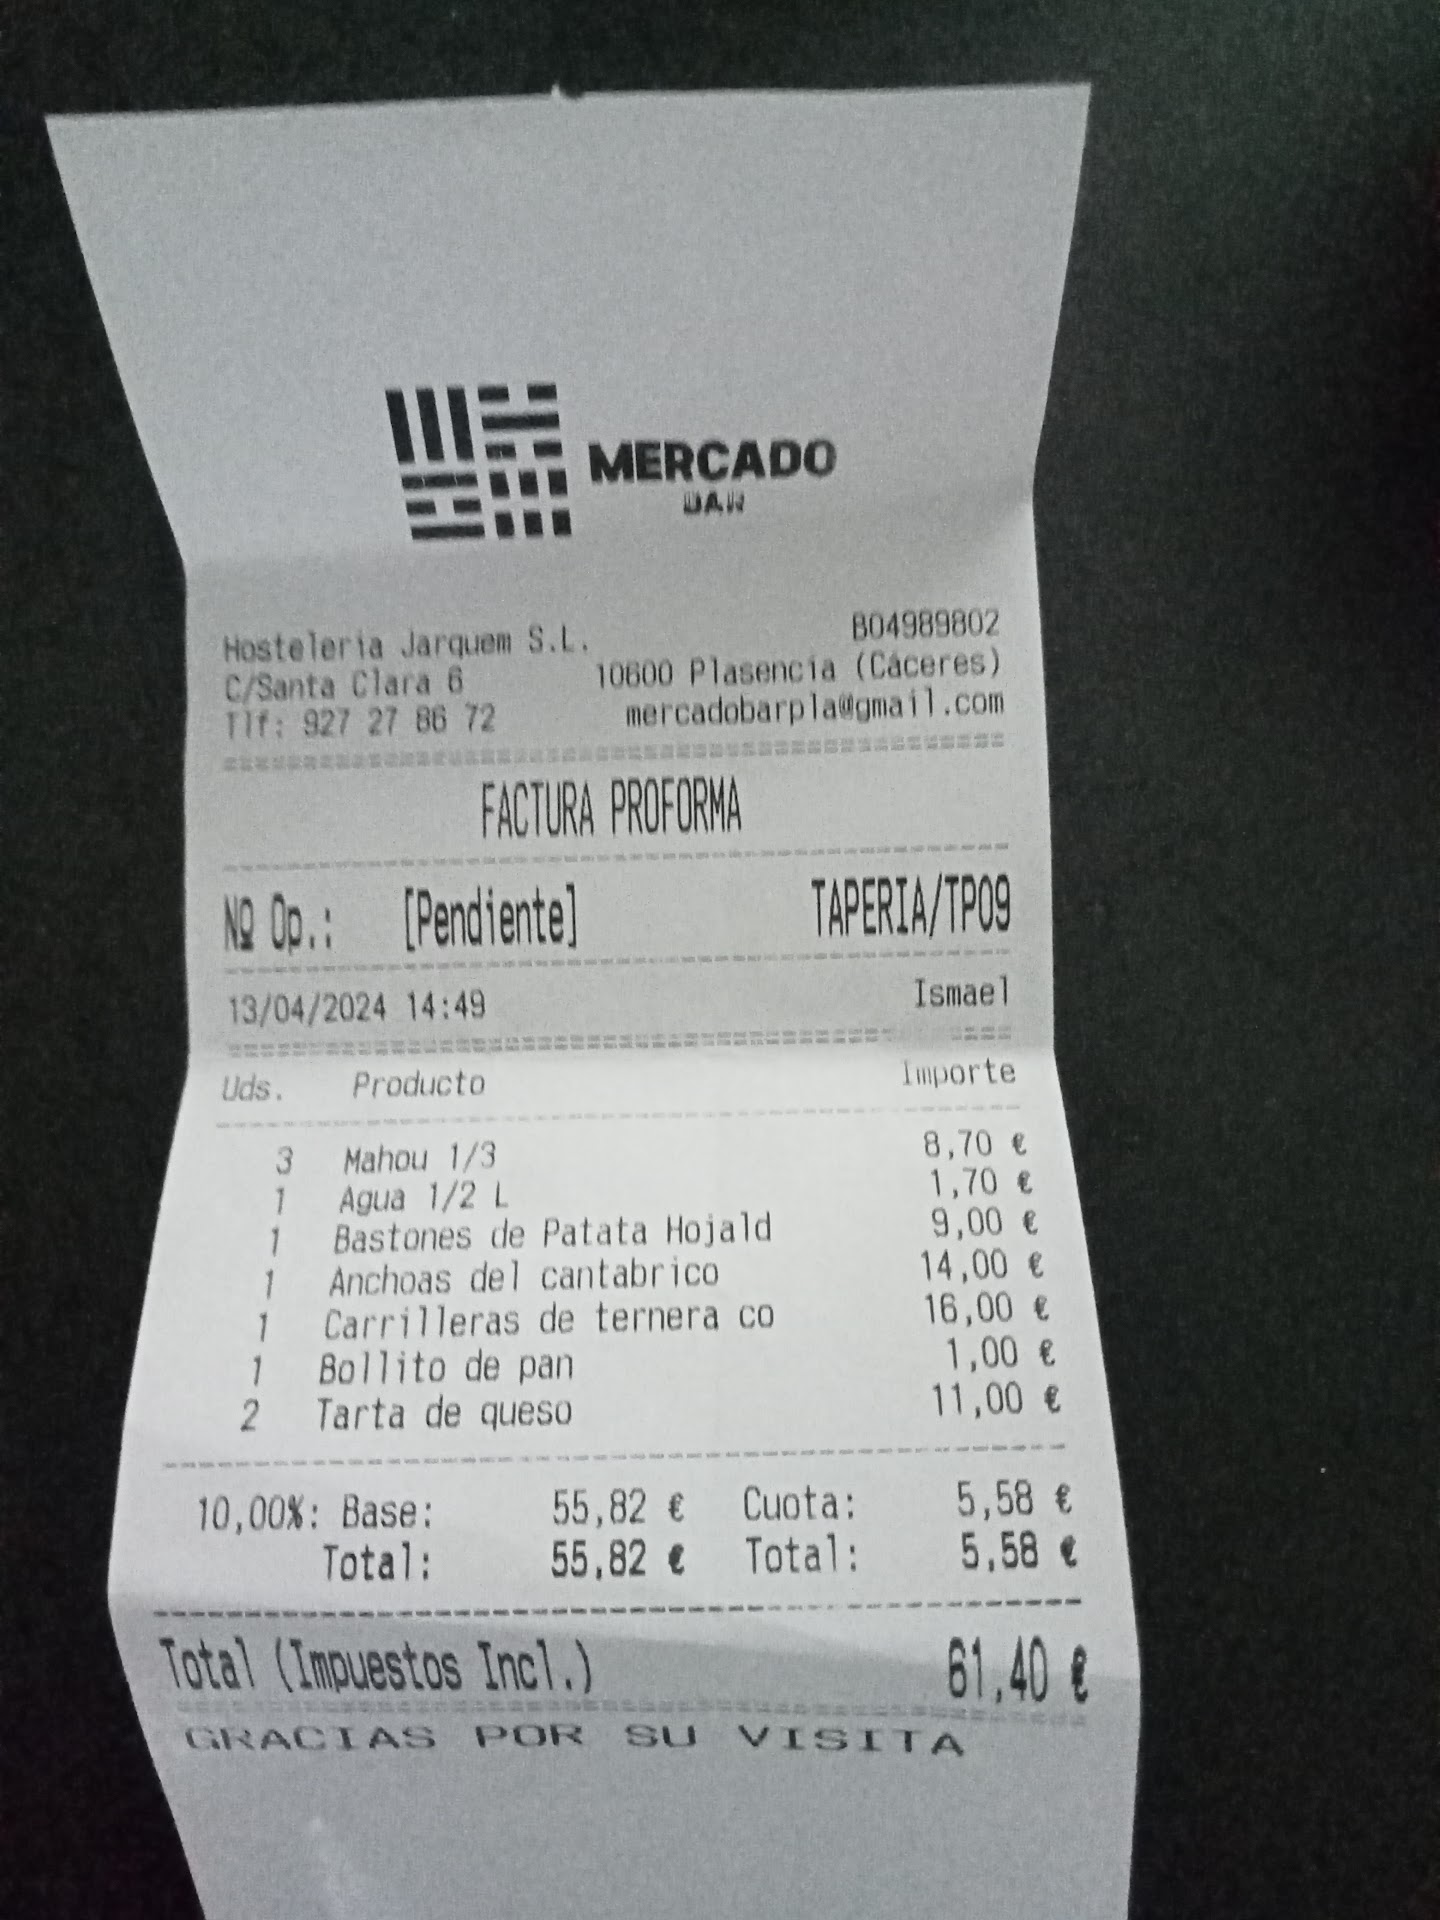 MERCADO
BAR
Hosteleria Jarquem S.L. B04989802
C/Santa Clara 6 10600 Plasencia (Cáceres)
Tlf: 927 27 86 72 mercadobarpla@gmail.com
FACTURA PROFORMA
Nº Op.: [Pendiente] TAPERIA/TP09
13/04/2024 14:49 Ismael
Uds. Producto Importe
3 Mahou 1/3 8,70 €
1 Agua 1/2 L 1,70 €
1 Bastones de Patata Hojald 9,00 €
1 Anchoas del cantabrico 14,00 €
1 Carrilleras de ternera co 16,00 €
1 Bollito de pan 1,00 €
2 Tarta de queso 11,00 €
10,00%: Base: 55,82 € Cuota: 5,58 €
Total: 55,82 € Total: 5,58 €
Total (Impuestos Incl.) 61,40 €
GRACIAS POR SU VISITA